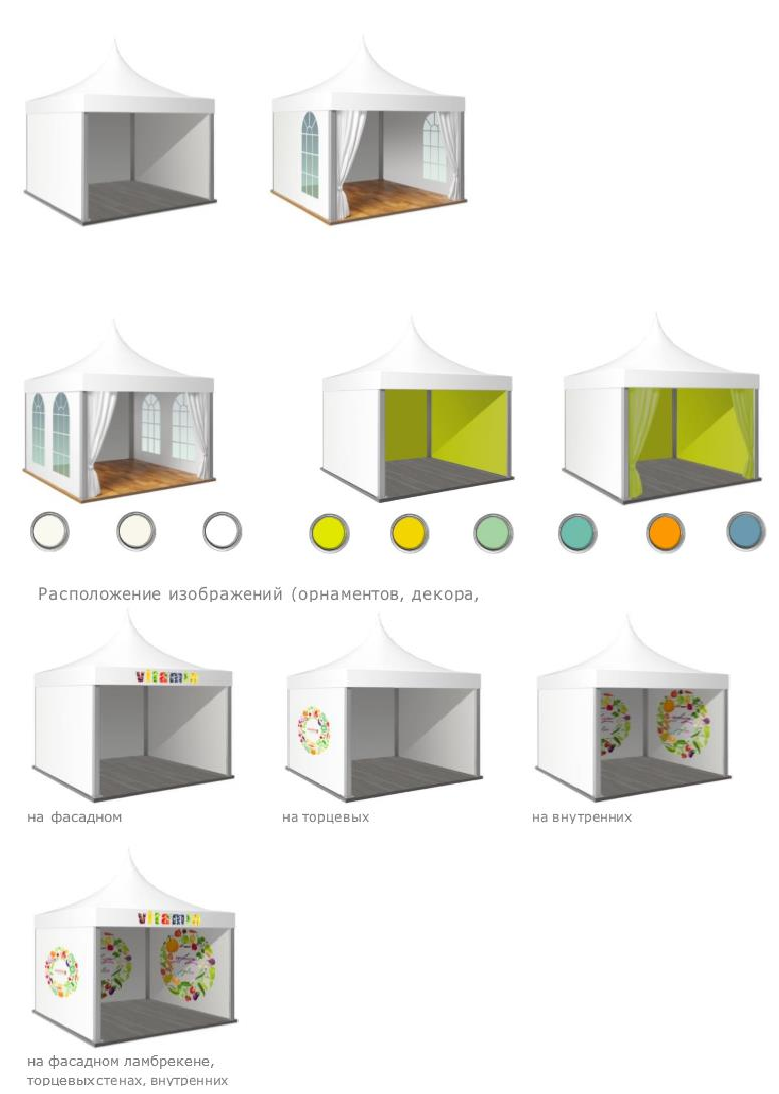 Расположение изображений (орнаментов, декора,
vitamin
на фасадном
на торцевых
на внутренних
vitamin
на фасадном ламбрекене,
торцевых стенах, внутренних